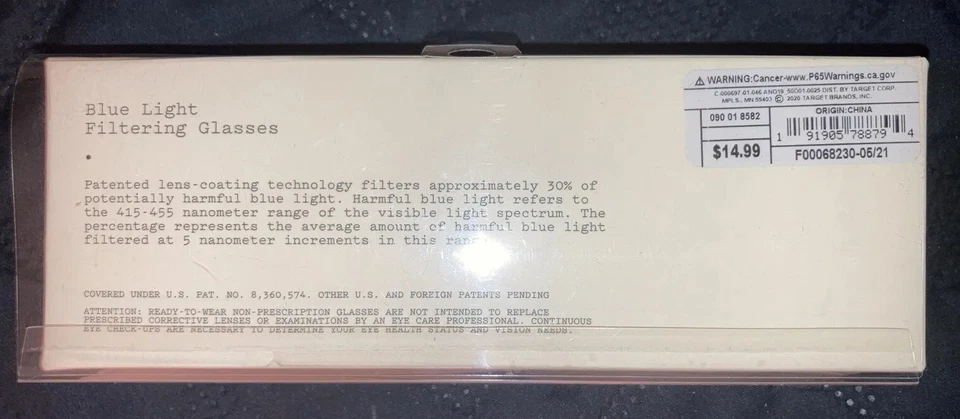 Blue Light
Filtering Glasses
Patented lens-coating technology filters approximately 30% of
potentially harmful blue light. Harmful blue light refers to
the 415-455 nanometer range of the visible light spectrum. The
percentage represents the average amount of harmful blue light
filtered at 5 nanometer increments in this
COVERED UNDER U.S. PAT. NO. 8,360,574. OTHER U.S. AND FOREIGN PATENTS PENDING
ATTENTION: READY-TO-WEAR NON-PRESCRIPTION GLASSES ARE NOT INTENDED TO REPLACE
PRESCRIBED CORRECTIVE LENSES OR EXAMINATIONS BY AN EYE CARE PROFESSIONAL. CONTINUOUS
EYE CHECK-UPS ARE NECESSARY TO DETERMINE YOUR EYE HEALTH STATUS AND VISION NEEDS.
WARNING:Cancer-www.P65Warnings.ca.gov
DIST. BY TARGET CORP.
MPLS., MN 55403 © 2020 TARGET BRANDS, INC.
090 01 8582
ORIGIN:CHINA
1 91905 78879 4
$14.99
F00068230-05/21